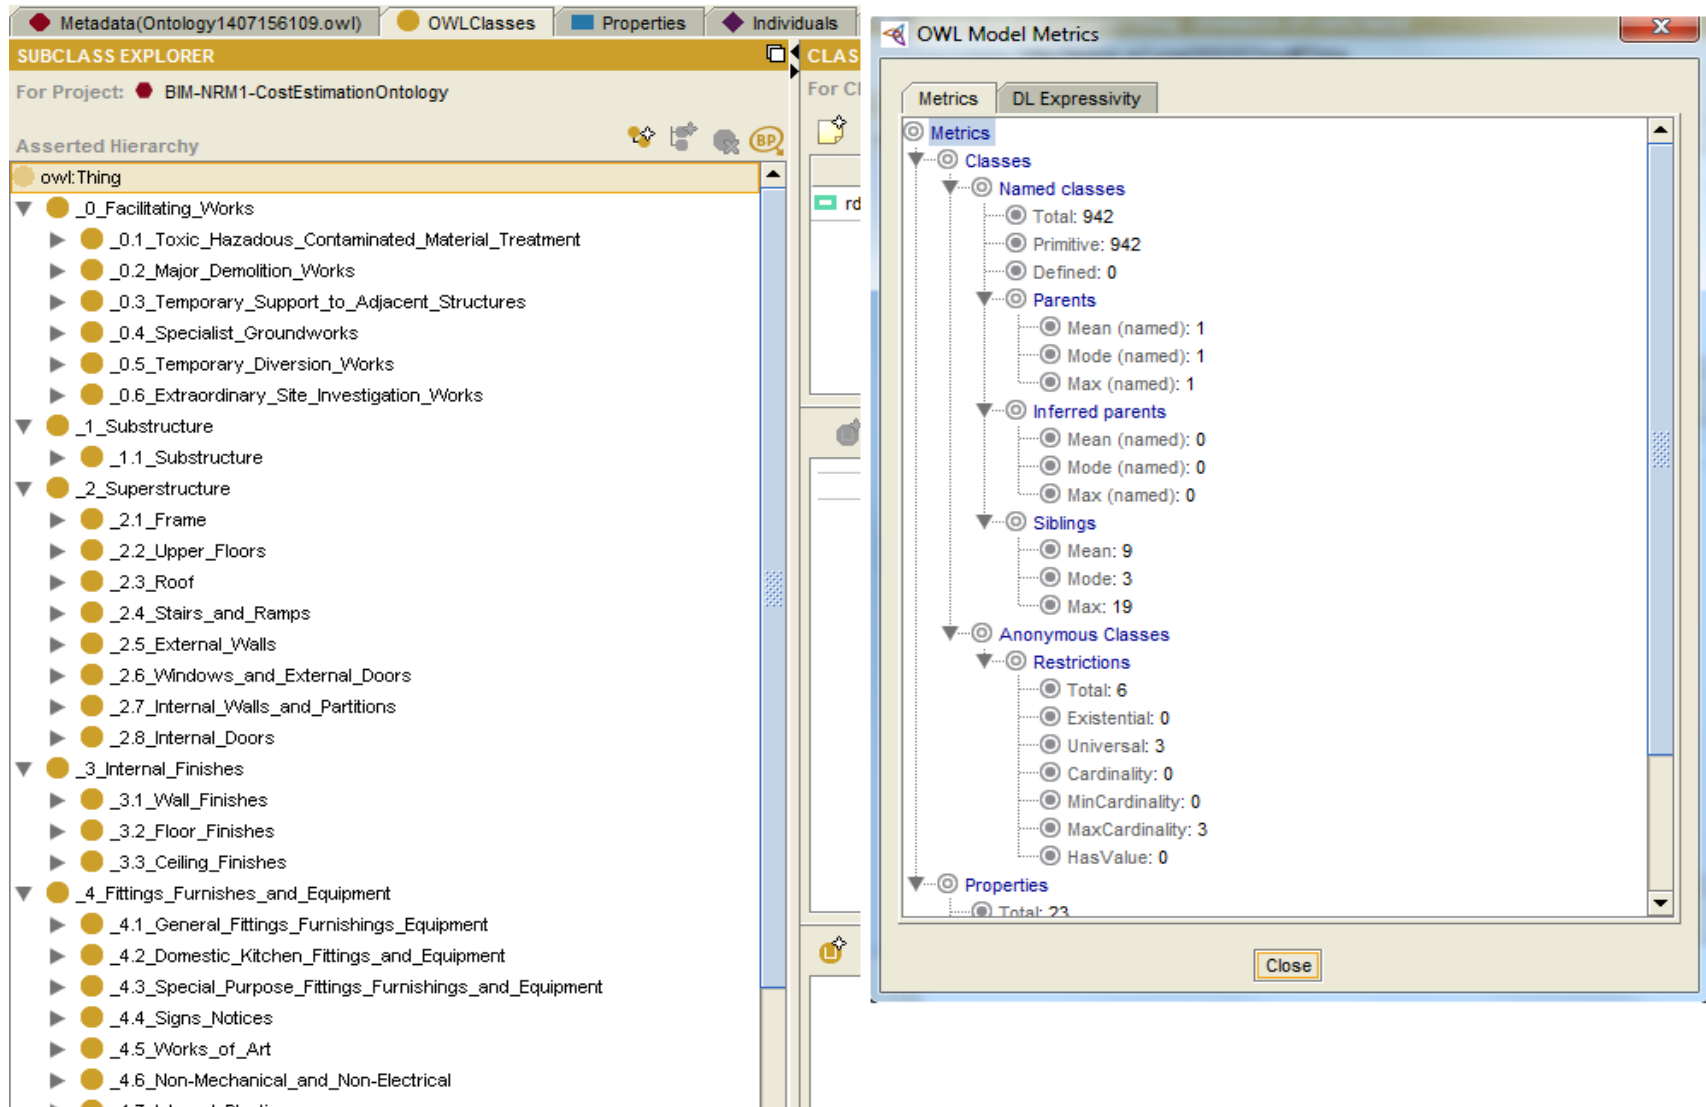 Metadata(Ontology1407156109.owl)
OWLClasses
Properties
Individuals
SUBCLASS EXPLORER
For Project: BIM-NRM1-CostEstimationOntology
Asserted Hierarchy
BP
owl:Thing
_0_Facilitating_Works
_0.1_Toxic_Hazadous_Contaminated_Material_Treatment
_0.2_Major_Demolition_Works
_0.3_Temporary_Support_to_Adjacent_Structures
_0.4_Specialist_Groundworks
_0.5_Temporary_Diversion_Works
_0.6_Extraordinary_Site_Investigation_Works
_1_Substructure
_1.1_Substructure
_2_Superstructure
_2.1_Frame
_2.2_Upper_Floors
_2.3_Roof
_2.4_Stairs_and_Ramps
_2.5_External_Walls
_2.6_Windows_and_External_Doors
_2.7_Internal_Walls_and_Partitions
_2.8_Internal_Doors
_3_Internal_Finishes
_3.1_Wall_Finishes
_3.2_Floor_Finishes
_3.3_Ceiling_Finishes
_4_Fittings_Furnishes_and_Equipment
_4.1_General_Fittings_Furnishings_Equipment
_4.2_Domestic_Kitchen_Fittings_and_Equipment
_4.3_Special_Purpose_Fittings_Furnishings_and_Equipment
_4.4_Signs_Notices
_4.5_Works_of_Art
_4.6_Non-Mechanical_and_Non-Electrical
CLAS
For Cl
rd
OWL Model Metrics
Metrics
DL Expressivity
Metrics
Classes
Named classes
Total: 942
Primitive: 942
Defined: 0
Parents
Mean (named): 1
Mode (named): 1
Max (named): 1
Inferred parents
Mean (named): 0
Mode (named): 0
Max (named): 0
Siblings
Mean: 9
Mode: 3
Max: 19
Anonymous Classes
Restrictions
Total: 6
Existential: 0
Universal: 3
Cardinality: 0
MinCardinality: 0
MaxCardinality: 3
HasValue: 0
Properties
Total: 23
Close